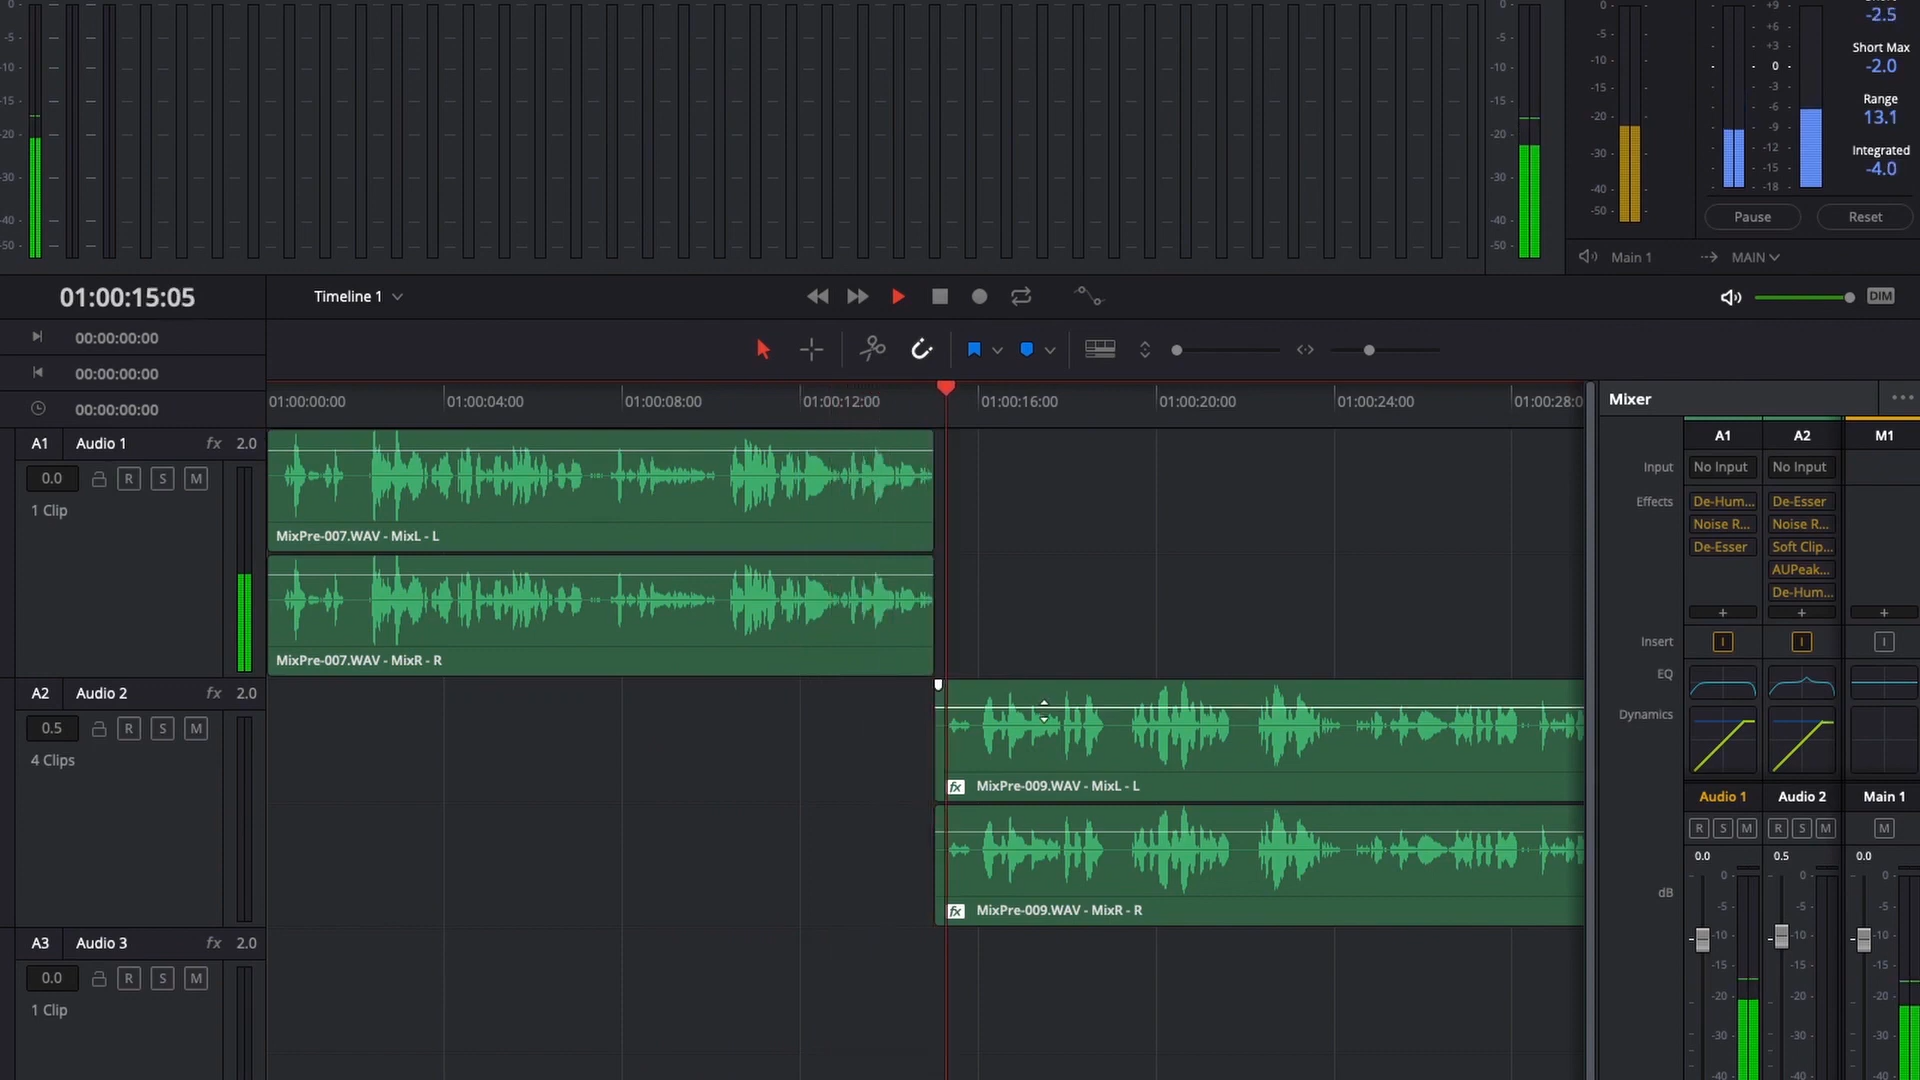 0
-5
-10
-15
-20
-30
-40
-50
0
-5
-10
-15
-20
-30
-40
-50
0
-5
-10
-15
-20
-30
-40
-50
+9
+6
+3
0
-3
-6
-9
-12
-15
-18
-2.5
Short Max
-2.0
Range
13.1
Integrated
-4.0
Pause
Reset
Main 1
MAIN
01:00:15:05
Timeline 1
DIM
00:00:00:00
00:00:00:00
00:00:00:00
01:00:00:00
01:00:04:00
01:00:08:00
01:00:12:00
01:00:16:00
01:00:20:00
01:00:24:00
01:00:28:0
A1 Audio 1 fx 2.0
0.0 R S M
1 Clip
MixPre-007.WAV - MixL - L
MixPre-007.WAV - MixR - R
A2 Audio 2 fx 2.0
0.5 R S M
4 Clips
fx MixPre-009.WAV - MixL - L
fx MixPre-009.WAV - MixR - R
A3 Audio 3 fx 2.0
0.0 R S M
1 Clip
Mixer
A1 A2 M1
Input No Input No Input
Effects De-Hum... De-Esser
Noise R... Noise R...
De-Esser Soft Clip...
AUPeak...
De-Hum...
+ + +
Insert I I I
EQ
Dynamics
Audio 1 Audio 2 Main 1
R S M R S M M
0.0 0.5 0.0
dB
0 0 0
-5 -5 -5
-10 -10 -10
-15 -15 -15
-20 -20 -20
-30 -30 -30
-40 -40 -40